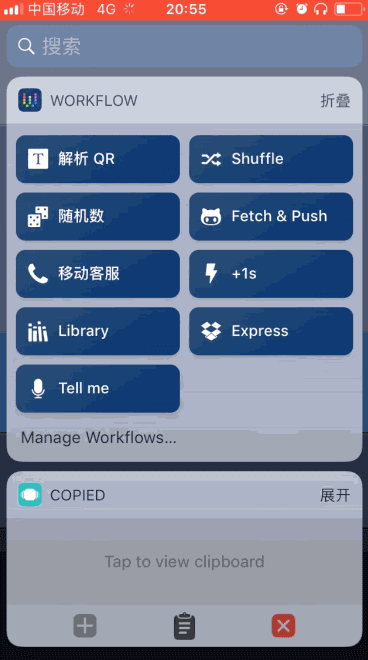 中国移动 4G 20:55
搜索
WORKFLOW 折叠
解析 QR Shuffle
随机数 Fetch & Push
移动客服 +1s
Library Express
Tell me
Manage Workflows...
COPIED 展开
Tap to view clipboard